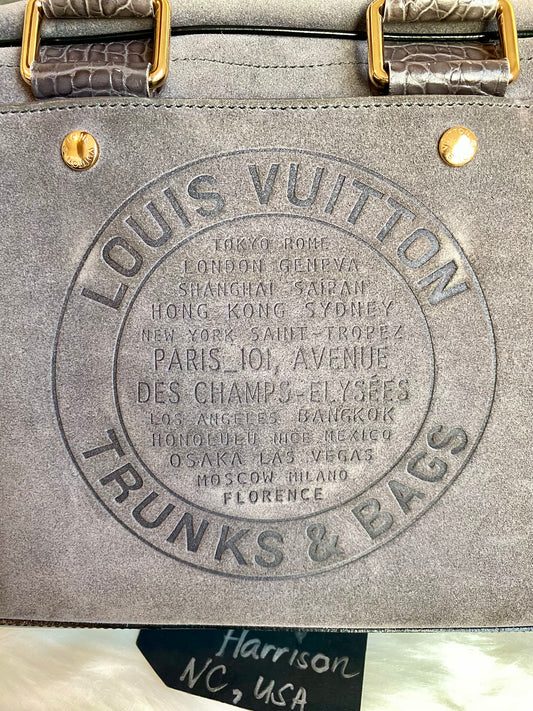 LOUIS VUITTON
TOKYO ROME
LONDON GENEVA
SHANGHAI SAIPAN
HONG KONG SYDNEY
NEW YORK SAINT-TROPEZ
PARIS_101, AVENUE
DES CHAMPS-ELYSÉES
LOS ANGELES BANGKOK
HONOLULU NICE MEXICO
OSAKA LAS VEGAS
MOSCOW MILANO
FLORENCE
TRUNKS & BAGS
Harrison
NC, USA